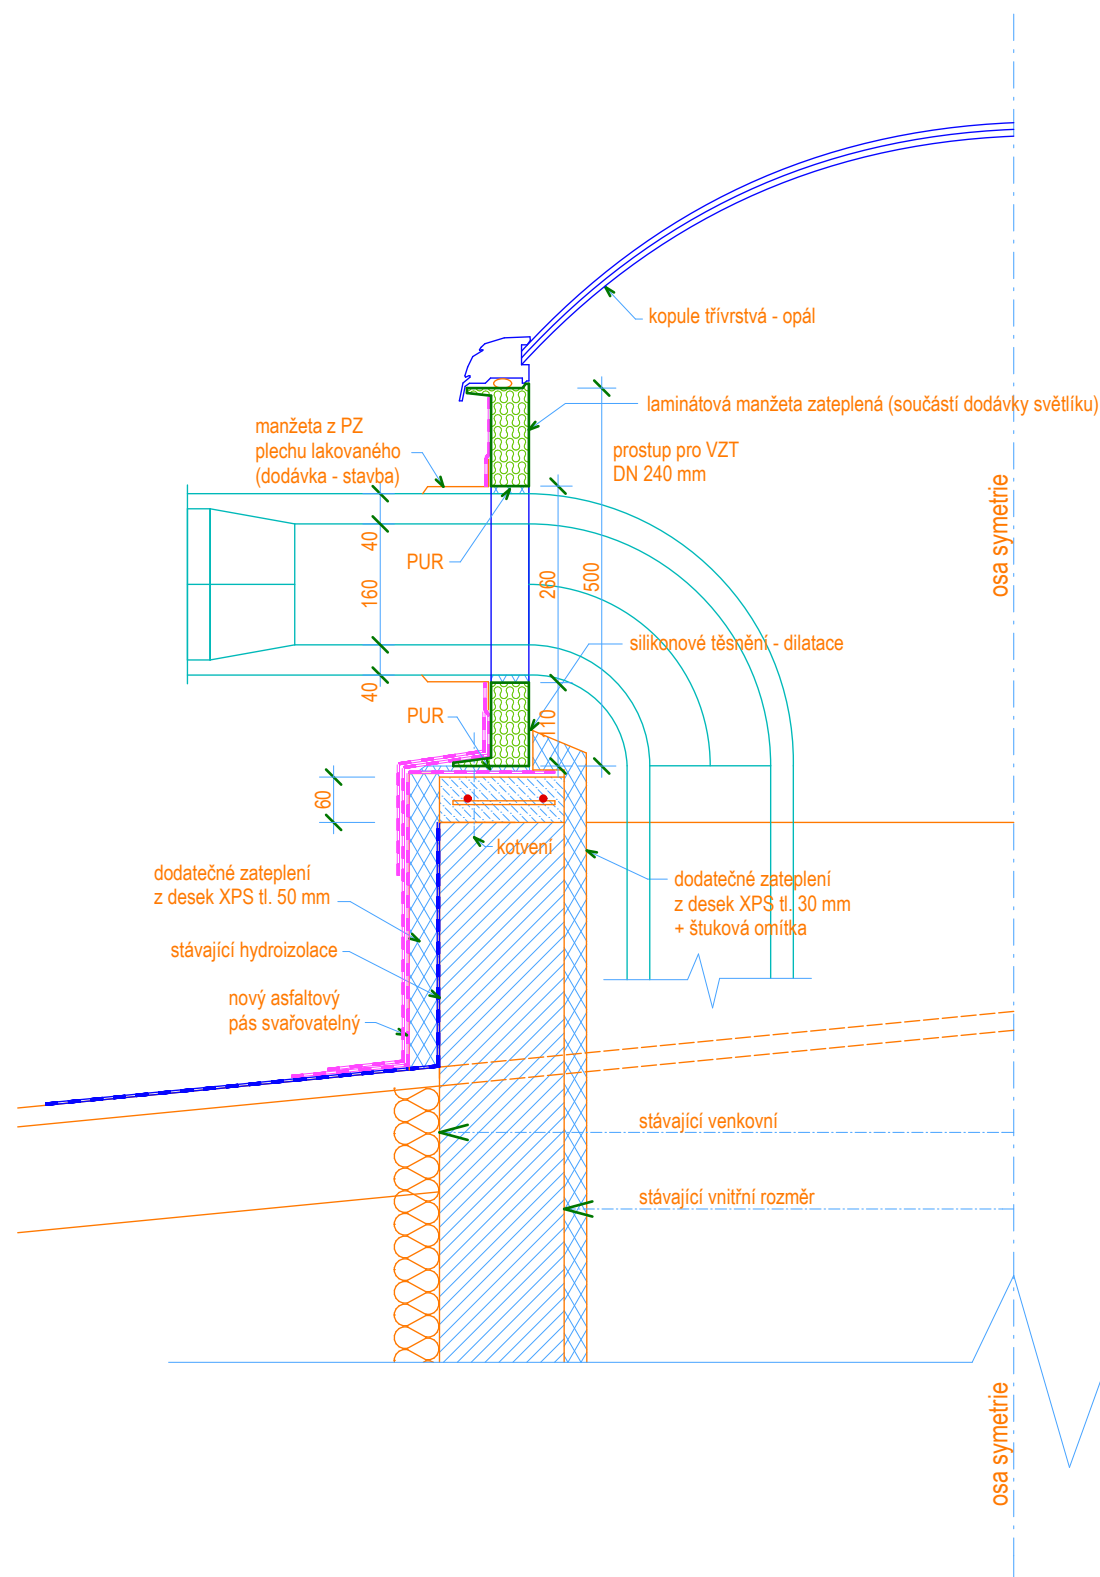 kopule třívrstvá - opál
laminátová manžeta zateplená (součástí dodávky světlíku)
manžeta z PZ
plechu lakovaného
(dodávka - stavba)
prostup pro VZT
DN 240 mm
osa symetrie
40
160
40
PUR
260
500
silikonové těsnění - dilatace
PUR
110
60
kotvení
dodatečné zateplení
z desek XPS tl. 50 mm
dodatečné zateplení
z desek XPS tl. 30 mm
+ štuková omítka
stávající hydroizolace
nový asfaltový
pás svařovatelný
stávající venkovní
stávající vnitřní rozměr
osa symetrie